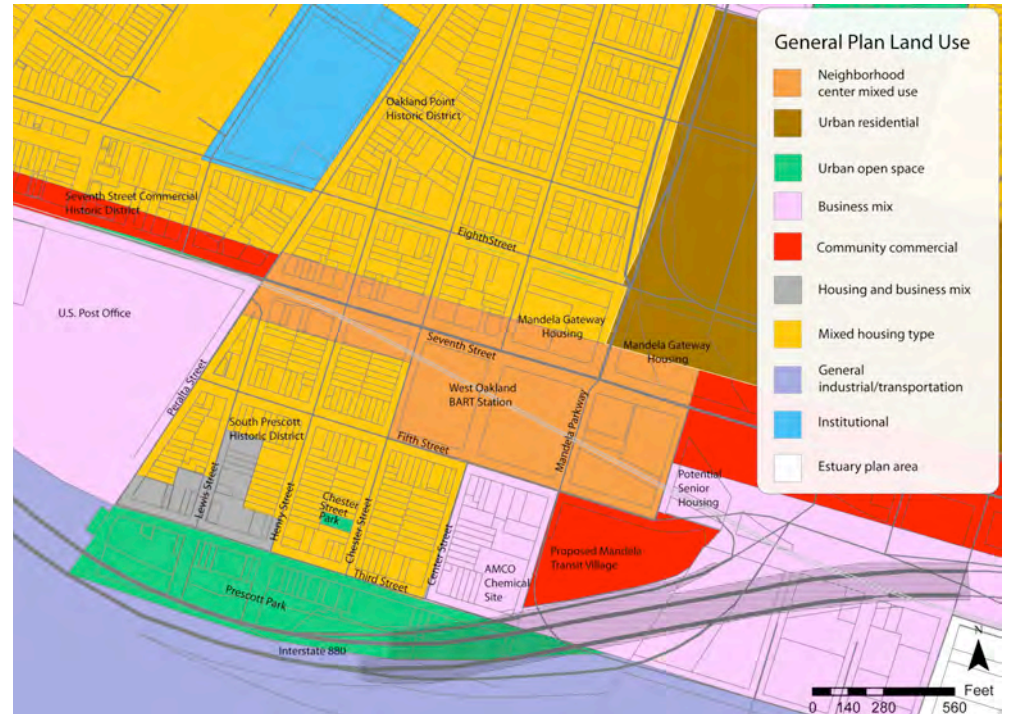 General Plan Land Use
Neighborhood
center mixed use
Urban residential
Urban open space
Business mix
Community commercial
Housing and business mix
Mixed housing type
General
industrial/transportation
Institutional
Estuary plan area
Oakland Point
Historic District
Seventh Street Commercial
Historic District
EighthStreet
U.S. Post Office
Mandela Gateway
Housing
Mandela Gateway
Housing
Seventh Street
Peralta Street
West Oakland
BART Station
Mandela Parkway
South Prescott
Historic District
Fifth Street
Potential
Senior
Housing
Lewis Street
Henry Street
Chester
Street
Park
Chester Street
Center Street
Proposed Mandela
Transit Village
AMCO
Chemical
Site
Third Street
Prescott Park
Interstate 880
N
Feet
0 140 280 560